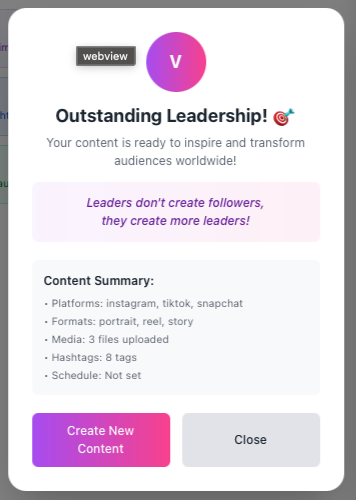 webview
V
Outstanding Leadership! 🎯
Your content is ready to inspire and transform
audiences worldwide!
Leaders don't create followers,
they create more leaders!
Content Summary:
• Platforms: instagram, tiktok, snapchat
• Formats: portrait, reel, story
• Media: 3 files uploaded
• Hashtags: 8 tags
• Schedule: Not set
Create New
Content
Close